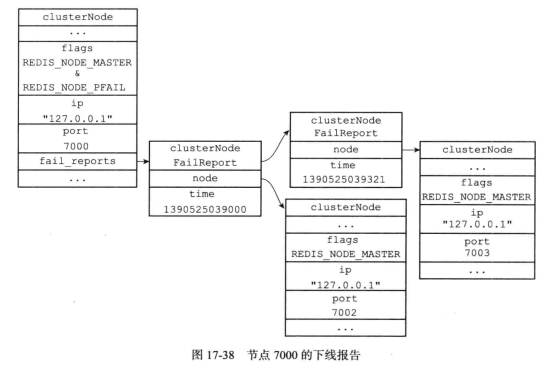 clusterNode
...
flags
REDIS_NODE_MASTER
&
REDIS_NODE_PFAIL
ip
"127.0.0.1"
port
7000
fail_reports
...
clusterNode
FailReport
node
time
1390525039000
clusterNode
FailReport
node
time
1390525039321
clusterNode
...
flags
REDIS_NODE_MASTER
ip
"127.0.0.1"
port
7002
...
clusterNode
...
flags
REDIS_NODE_MASTER
ip
"127.0.0.1"
port
7003
...
图 17-38 节点 7000 的下线报告